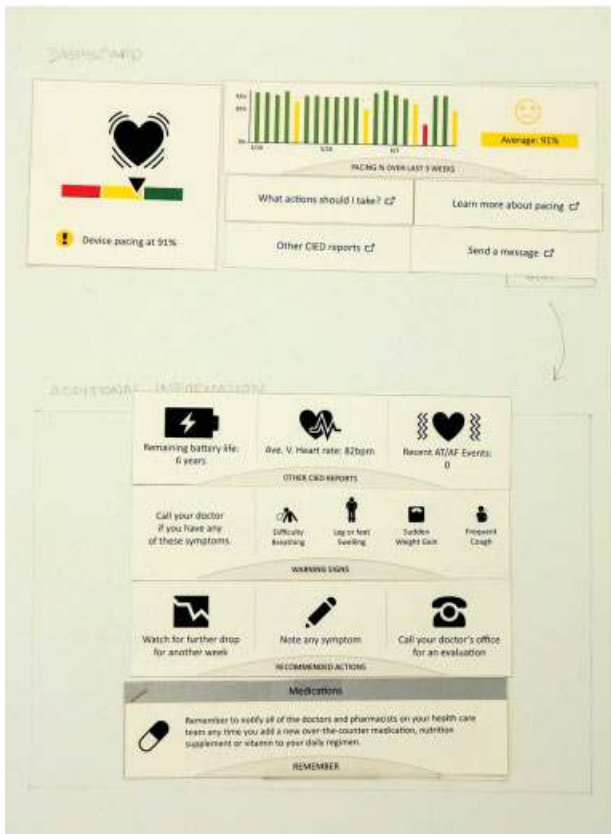 DASHBOARD
Device pacing at 91%
0%
Average: 91%
PACING % OVER LAST 3 WEEKS
What actions should I take?
Learn more about pacing
Other CIED reports
Send a message
ADDITIONAL INFORMATION
Remaining battery life:
6 years
Ave. V. Heart rate: 82bpm
Recent AT/AF Events:
0
OTHER CIED REPORTS
Call your doctor
if you have any
of these symptoms
Difficulty
Breathing
Leg or feet
Swelling
Sudden
Weight Gain
Frequent
Cough
WARNING SIGNS
Watch for further drop
for another week
Note any symptom
Call your doctor's office
for an evaluation
RECOMMENDED ACTIONS
Medications
Remember to notify all of the doctors and pharmacists on your health care
team any time you add a new over-the-counter medication, nutrition
supplement or vitamin to your daily regimen.
REMEMBER